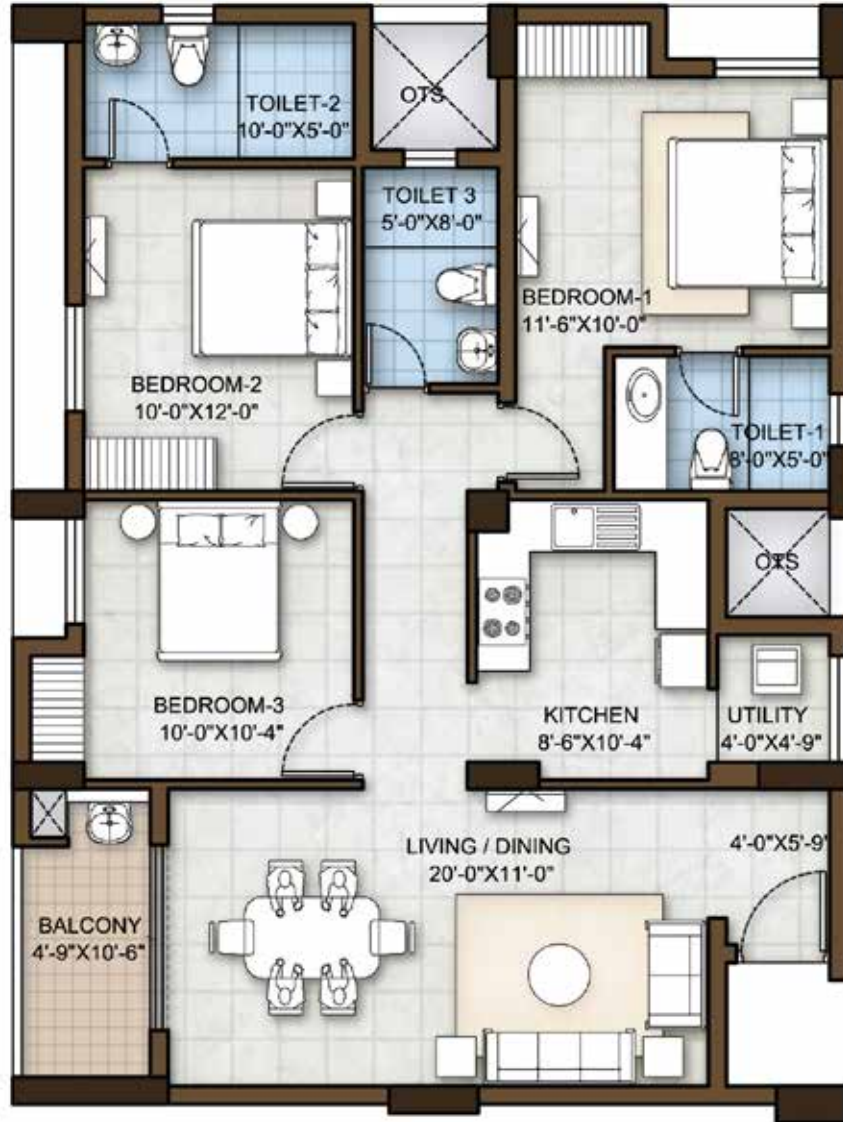 TOILET-2
10'-0"X5'-0"
OTS
TOILET 3
5'-0"X8'-0"
BEDROOM-1
11'-6"X10'-0"
BEDROOM-2
10'-0"X12'-0"
TOILET-1
8'-0"X5'-0"
OTS
BEDROOM-3
10'-0"X10'-4"
KITCHEN
8'-6"X10'-4"
UTILITY
4'-0"X4'-9"
LIVING / DINING
20'-0"X11'-0"
4'-0"X5'-9'
BALCONY
4'-9"X10'-6"